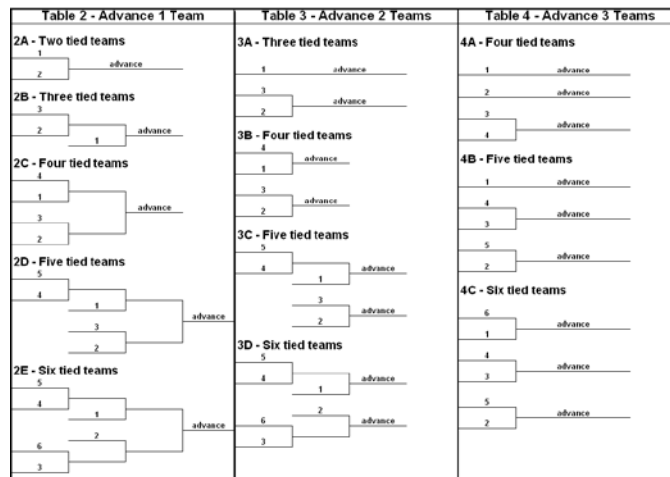 Table 2 - Advance 1 Team
2A - Two tied teams
1
advance
2
2B - Three tied teams
3
2
advance
1
2C - Four tied teams
4
1
advance
3
2
2D - Five tied teams
5
4
1
advance
3
2
2E - Six tied teams
5
4
1
2
advance
6
3
Table 3 - Advance 2 Teams
3A - Three tied teams
1
advance
3
advance
2
3B - Four tied teams
4
advance
1
3
advance
2
3C - Five tied teams
5
4
advance
1
3
advance
2
3D - Six tied teams
5
4
advance
1
2
advance
6
3
Table 4 - Advance 3 Teams
4A - Four tied teams
1
advance
2
advance
3
advance
4
4B - Five tied teams
1
advance
4
advance
3
5
advance
2
4C - Six tied teams
6
advance
1
4
advance
3
5
advance
2